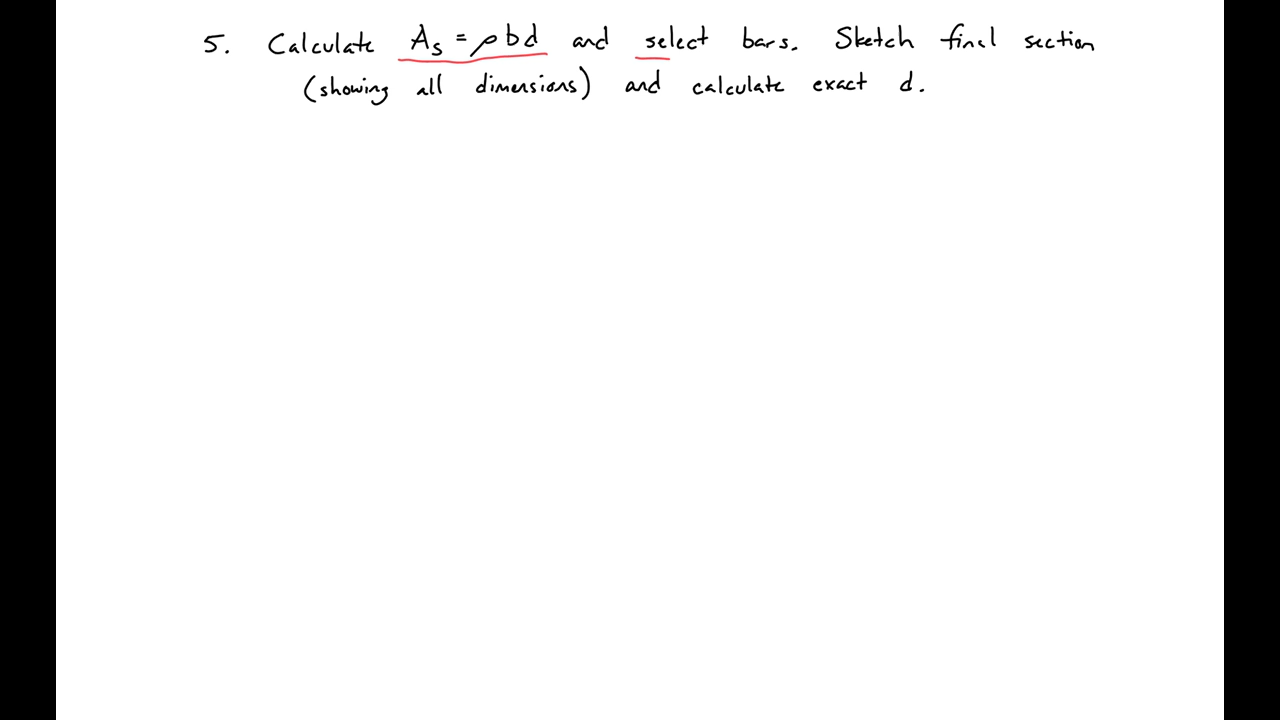 5. Calculate As = ρbd and select bars. Sketch final section
(showing all dimensions) and calculate exact d.